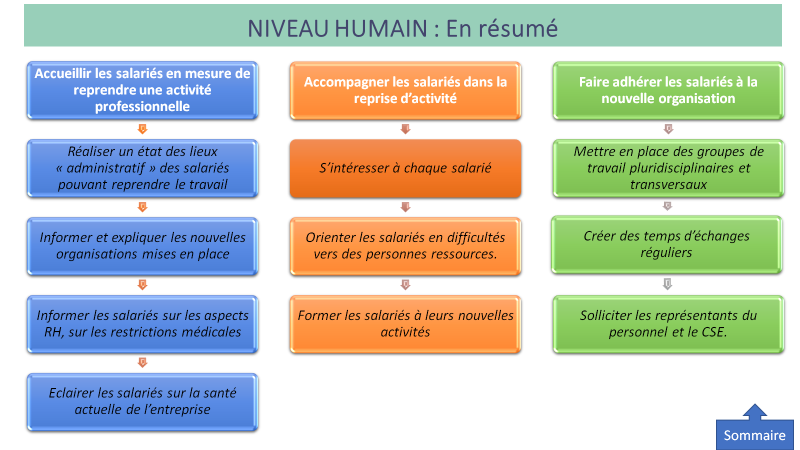 NIVEAU HUMAIN : En résumé
Accueillir les salariés en mesure de
reprendre une activité
professionnelle
Réaliser un état des lieux
« administratif » des salariés
pouvant reprendre le travail
Informer et expliquer les nouvelles
organisations mises en place
Informer les salariés sur les aspects
RH, sur les restrictions médicales
Eclairer les salariés sur la santé
actuelle de l'entreprise
Accompagner les salariés dans la
reprise d'activité
S'intéresser à chaque salarié
Orienter les salariés en difficultés
vers des personnes ressources.
Former les salariés à leurs nouvelles
activités
Faire adhérer les salariés à la
nouvelle organisation
Mettre en place des groupes de
travail pluridisciplinaires et
transversaux
Créer des temps d'échanges
réguliers
Solliciter les représentants du
personnel et le CSE.
Sommaire